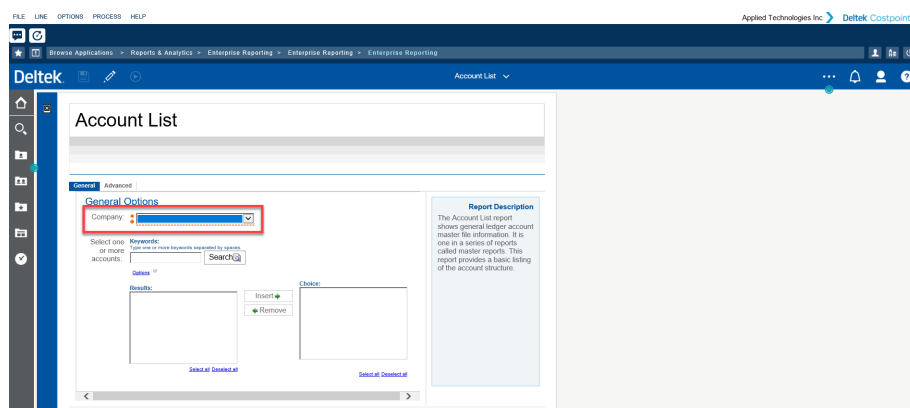 FILE LINE OPTIONS PROCESS HELP
Applied Technologies Inc Deltek Costpoint
Browse Applications > Reports & Analytics > Enterprise Reporting > Enterprise Reporting > Enterprise Reporting
Deltek. Account List
Account List
General Advanced
General Options
Company:
Select one or more accounts:
Keywords:
Type one or more keywords separated by spaces.
Search
Options
Results:
Insert
Remove
Choice:
Select all Deselect all
Select all Deselect all
Report Description
The Account List report
shows general ledger account
master file information. It is
one in a series of reports
called master reports. This
report provides a basic listing
of the account structure.